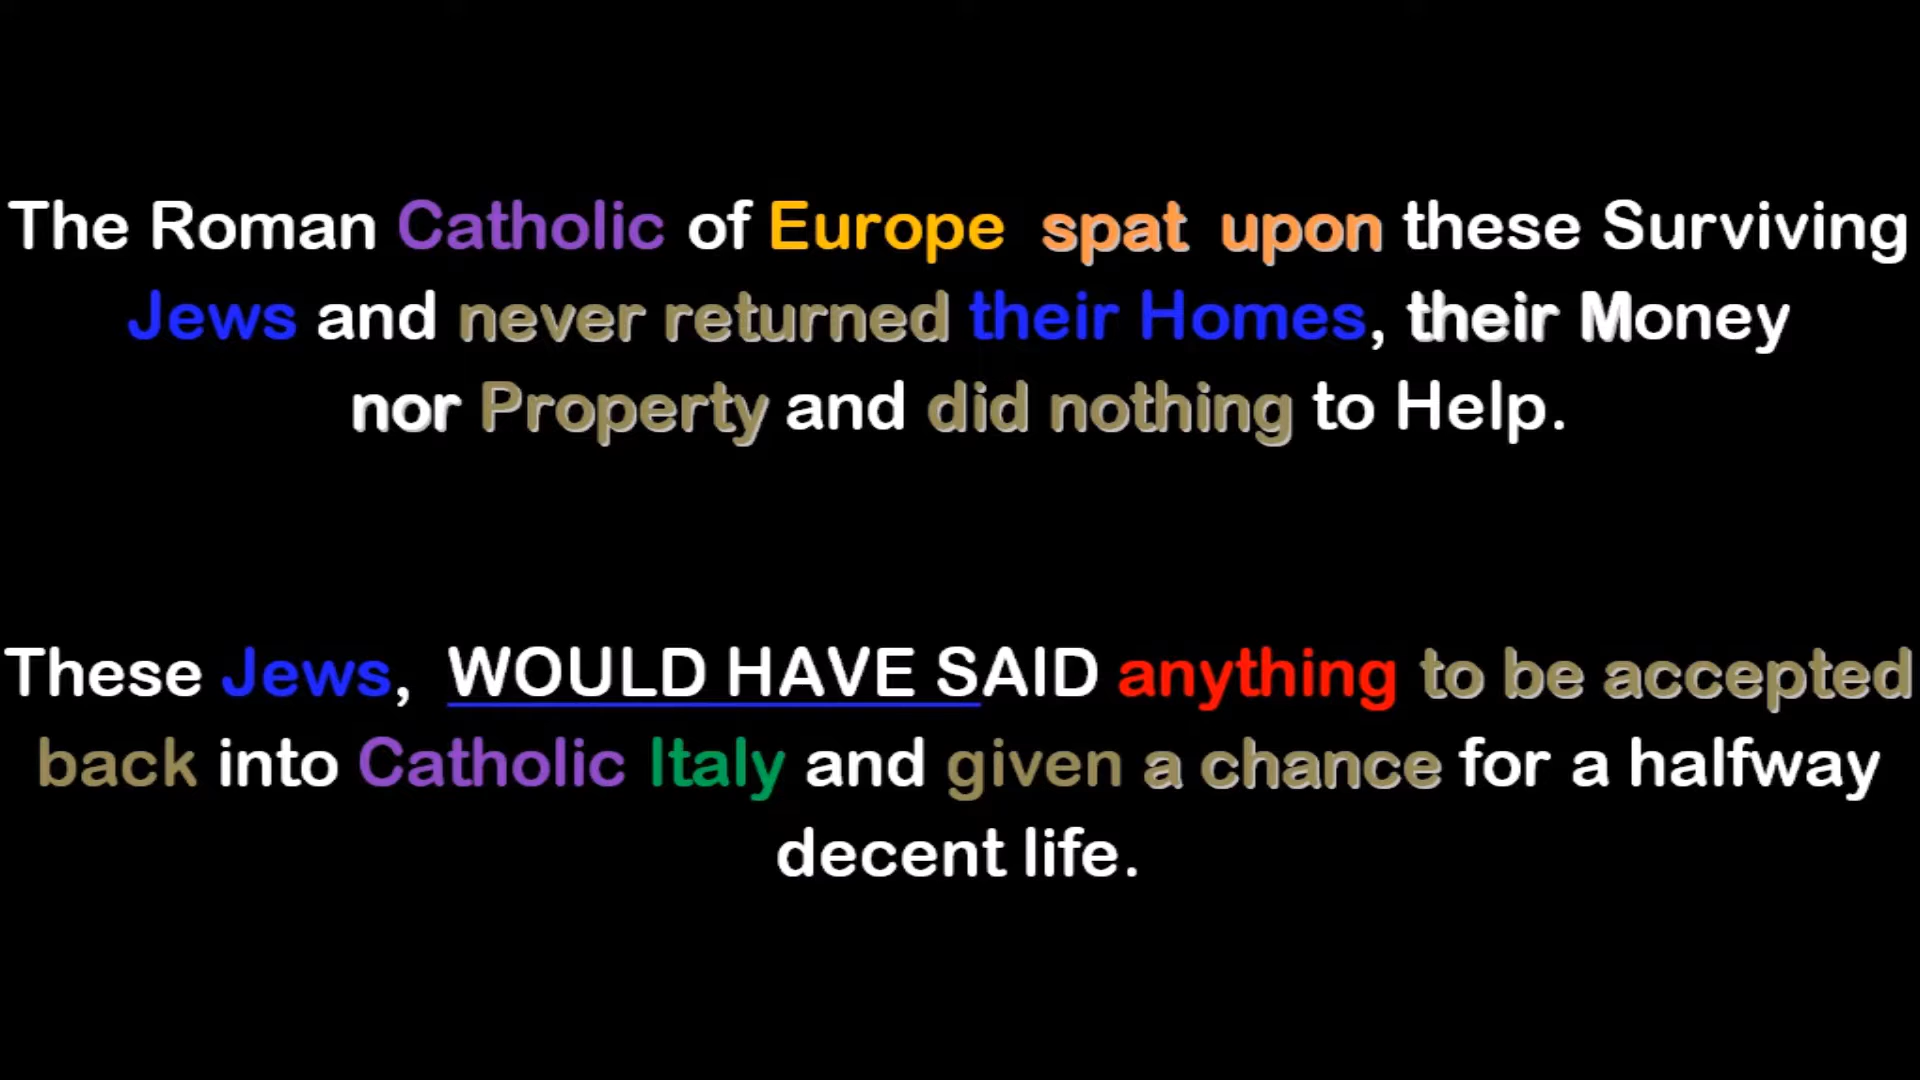 The Roman Catholic of Europe spat upon these Surviving
Jews and never returned their Homes, their Money
nor Property and did nothing to Help.
These Jews, WOULD HAVE SAID anything to be accepted
back into Catholic Italy and given a chance for a halfway
decent life.